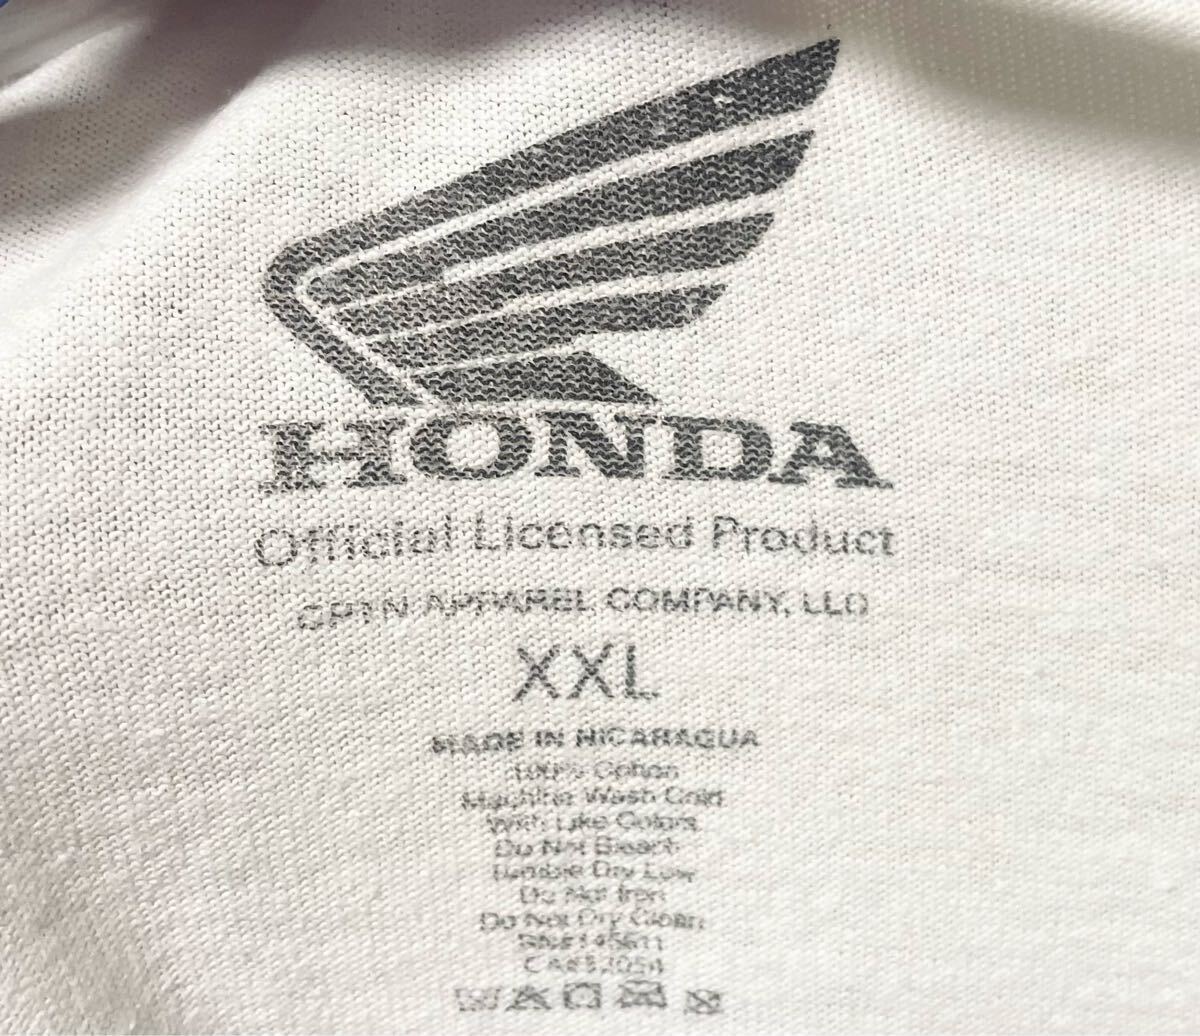 HONDA
Official Licensed Product
APPAREL COMPANY, LLC
XXL
MADE IN NICARAGUA
100% Cotton
Machine Wash Cold
With Like Colors
Do Not Bleach
Tumble Dry Low
Do Not Iron
Do Not Dry Clean